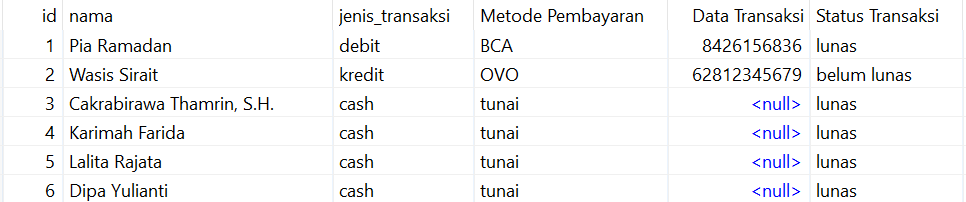 id nama jenis_transaksi Metode Pembayaran Data Transaksi Status Transaksi
1 Pia Ramadan debit BCA 8426156836 lunas
2 Wasis Sirait kredit OVO 62812345679 belum lunas
3 Cakrabirawa Thamrin, S.H. cash tunai <null> lunas
4 Karimah Farida cash tunai <null> lunas
5 Lalita Rajata cash tunai <null> lunas
6 Dipa Yulianti cash tunai <null> lunas